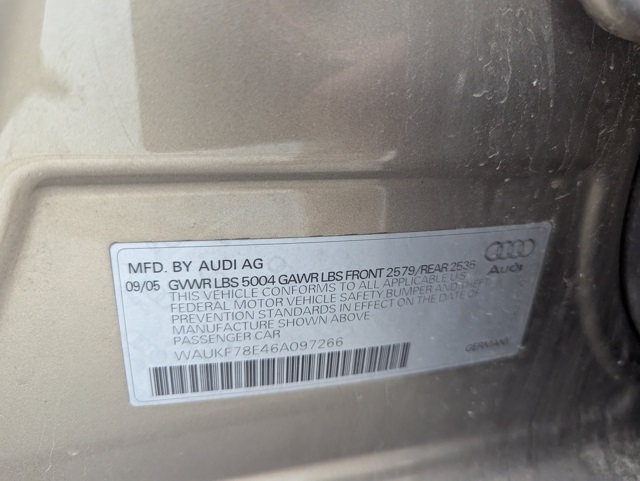 MFD. BY AUDI AG
09/05 GVWR LBS 5004 GAWR LBS FRONT 2579/REAR 2536
THIS VEHICLE CONFORMS TO ALL APPLICABLE US
FEDERAL MOTOR VEHICLE SAFETY BUMPER AND THEFT
PREVENTION STANDARDS IN EFFECT ON THE DATE OF
MANUFACTURE SHOWN ABOVE
PASSENGER CAR
WAUKF78E46A097266
Audi
GERMANY